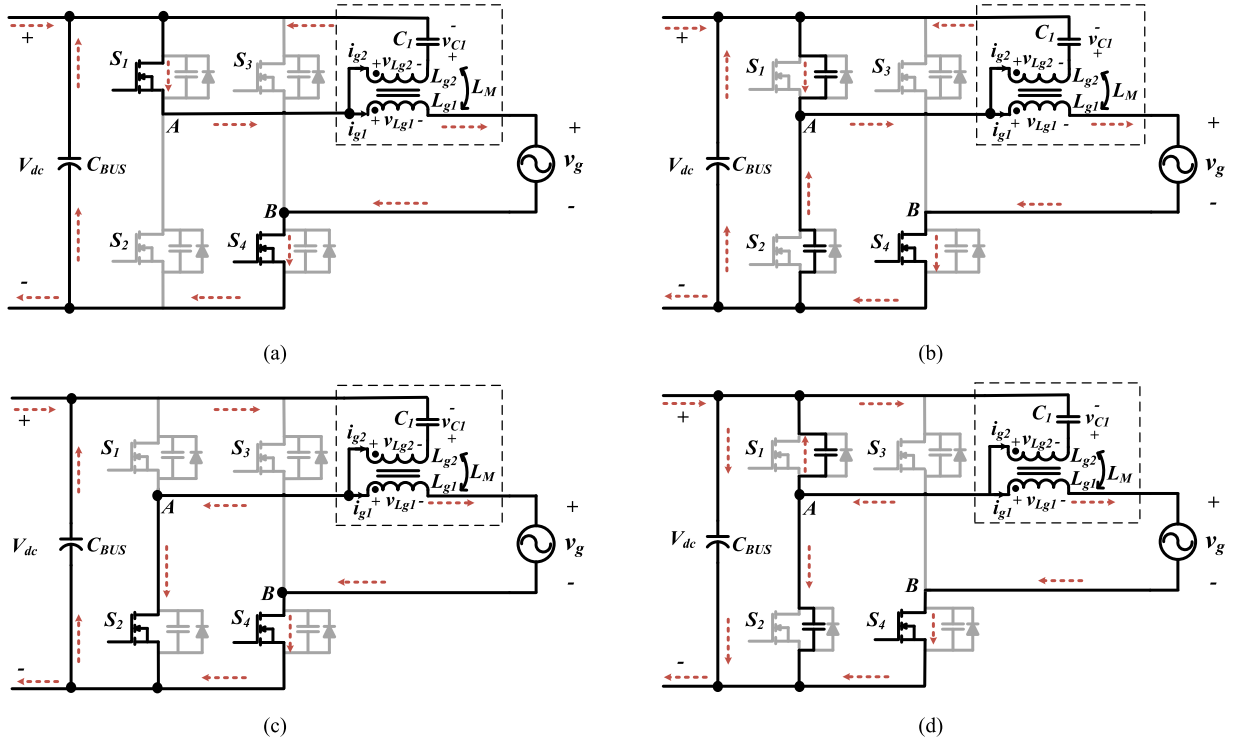 +
S1
S3
C1
-
vC1
+
ig2
+vLg2-
Lg2
LM
Lg1
A
ig1
+vLg1-
+
Vdc
CBUS
vg
B
-
S2
S4
-
(a)
+
S1
S3
C1
-
vC1
+
ig2
+vLg2-
Lg2
LM
Lg1
A
ig1
+vLg1-
+
Vdc
CBUS
vg
B
-
S2
S4
-
(b)
+
S1
S3
C1
-
vC1
+
ig2
+vLg2-
Lg2
LM
Lg1
A
ig1
+vLg1-
+
Vdc
CBUS
vg
B
-
S2
S4
-
(c)
+
S1
S3
C1
-
vC1
+
ig2
+vLg2-
Lg2
LM
Lg1
A
ig1
+vLg1-
+
Vdc
CBUS
vg
B
-
S2
S4
-
(d)